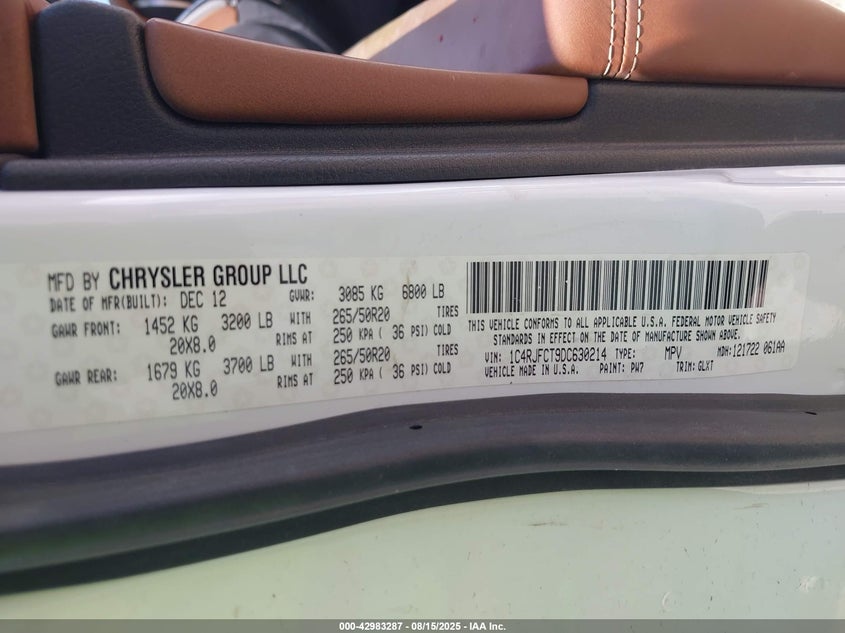 MFD BY CHRYSLER GROUP LLC
DATE OF MFR(BUILT): DEC 12 GVWR: 3085 KG 6800 LB
GAWR FRONT: 1452 KG 3200 LB WITH 265/50R20 TIRES
20X8.0 RIMS AT 250 KPA ( 36 PSI) COLD
GAWR REAR: 1679 KG 3700 LB WITH 265/50R20 TIRES
20X8.0 RIMS AT 250 KPA ( 36 PSI) COLD
THIS VEHICLE CONFORMS TO ALL APPLICABLE U.S.A. FEDERAL MOTOR VEHICLE SAFETY
STANDARDS IN EFFECT ON THE DATE OF MANUFACTURE SHOWN ABOVE.
VIN: 1C4RJFCT9DC630214 TYPE: MPV MDH:121722 061AA
VEHICLE MADE IN U.S.A. PAINT: PW7 TRIM: GLXT
000-42983287 - 08/15/2025 - IAA Inc.